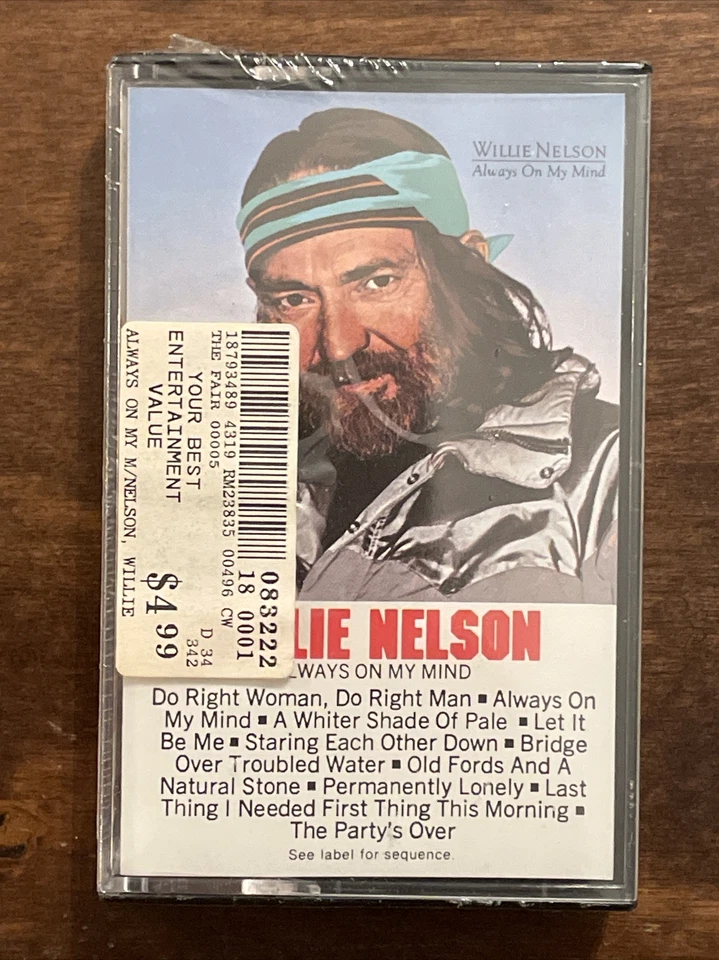 WILLIE NELSON
Always On My Mind
083222
18 0001
18793489 4319 RM23835 00496 CW
THE FAIR 00005
D 34
342
YOUR BEST
ENTERTAINMENT
VALUE
$4.99
ALWAYS ON MY M/NELSON, WILLIE
LIE NELSON
LWAYS ON MY MIND
Do Right Woman, Do Right Man ▪ Always On
My Mind ▪ A Whiter Shade Of Pale ▪ Let It
Be Me ▪ Staring Each Other Down ▪ Bridge
Over Troubled Water ▪ Old Fords And A
Natural Stone ▪ Permanently Lonely ▪ Last
Thing I Needed First Thing This Morning ▪
The Party's Over
See label for sequence.